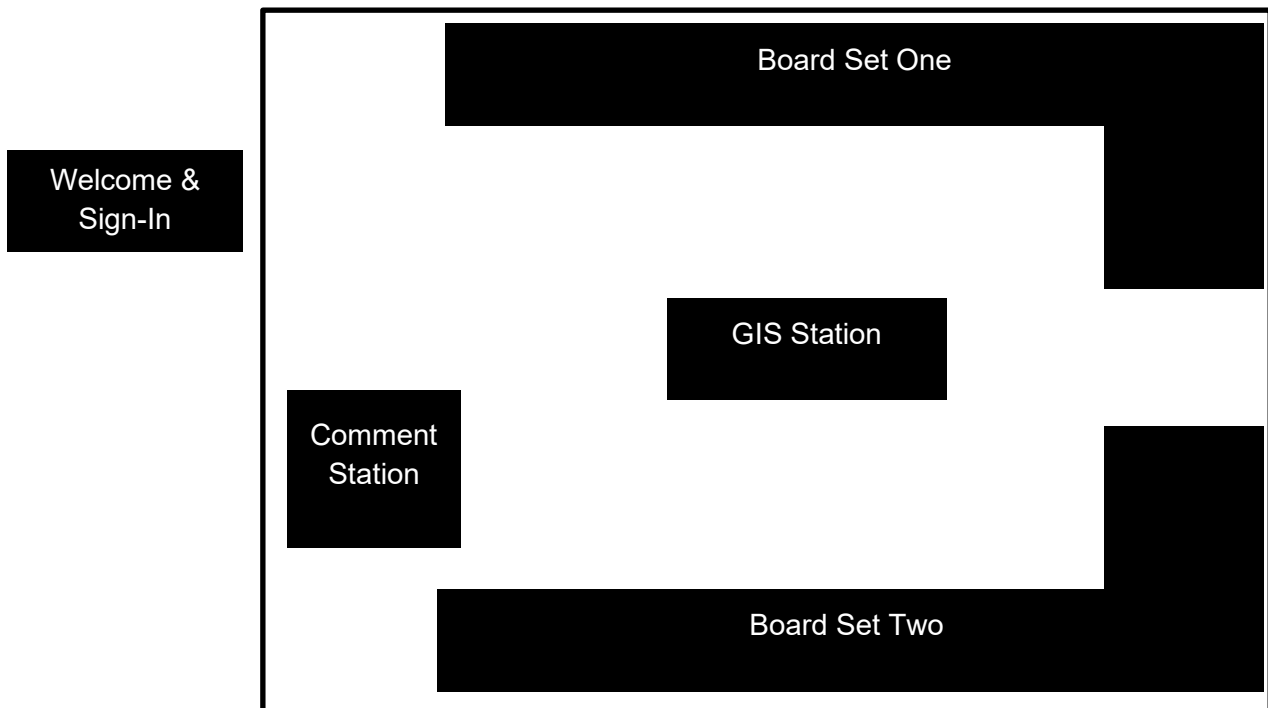 Board Set One
Welcome &
Sign-In
GIS Station
Comment
Station
Board Set Two